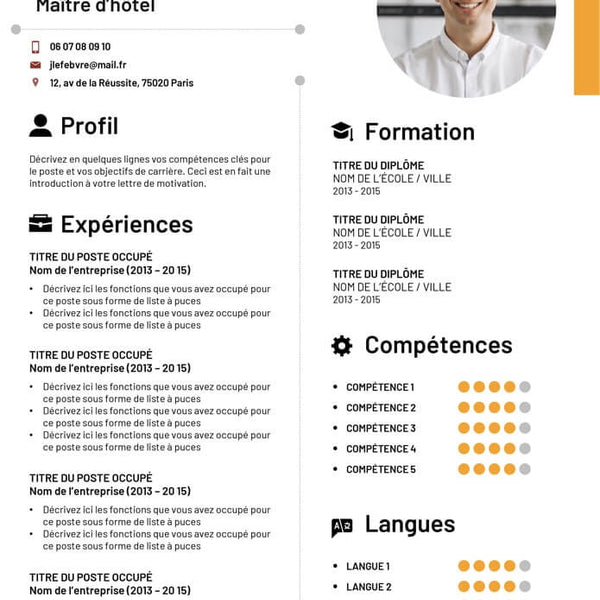 Maître d'hôtel
06 07 08 09 10
jlefebvre@mail.fr
12, av de la Réussite, 75020 Paris
Profil
Décrivez en quelques lignes vos compétences clés pour
le poste et vos objectifs de carrière. Ceci est en fait une
introduction à votre lettre de motivation.
Expériences
TITRE DU POSTE OCCUPÉ
Nom de l'entreprise (2013 – 20 15)
• Décrivez ici les fonctions que vous avez occupé pour
ce poste sous forme de liste à puces
• Décrivez ici les fonctions que vous avez occupé pour
ce poste sous forme de liste à puces
TITRE DU POSTE OCCUPÉ
Nom de l'entreprise (2013 – 20 15)
• Décrivez ici les fonctions que vous avez occupé pour
ce poste sous forme de liste à puces
• Décrivez ici les fonctions que vous avez occupé pour
ce poste sous forme de liste à puces
• Décrivez ici les fonctions que vous avez occupé pour
ce poste sous forme de liste à puces
TITRE DU POSTE OCCUPÉ
Nom de l'entreprise (2013 – 20 15)
• Décrivez ici les fonctions que vous avez occupé pour
ce poste sous forme de liste à puces
• Décrivez ici les fonctions que vous avez occupé pour
ce poste sous forme de liste à puces
TITRE DU POSTE OCCUPÉ
Nom de l'entreprise (2013 – 20 15)
Formation
TITRE DU DIPLÔME
NOM DE L'ÉCOLE / VILLE
2013 - 2015
TITRE DU DIPLÔME
NOM DE L'ÉCOLE / VILLE
2013 - 2015
TITRE DU DIPLÔME
NOM DE L'ÉCOLE / VILLE
2013 - 2015
Compétences
• COMPÉTENCE 1
• COMPÉTENCE 2
• COMPÉTENCE 3
• COMPÉTENCE 4
• COMPÉTENCE 5
Langues
• LANGUE 1
• LANGUE 2